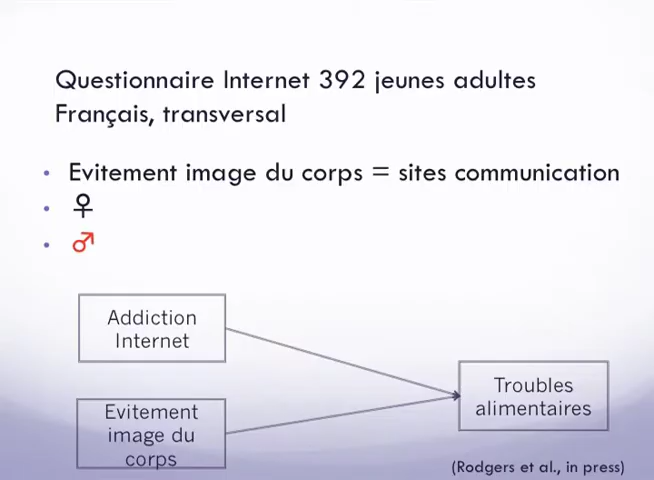 Questionnaire Internet 392 jeunes adultes
Français, transversal
• Evitement image du corps = sites communication
• ♀
• ♂
Addiction
Internet
Evitement
image du
corps
Troubles
alimentaires
(Rodgers et al., in press)